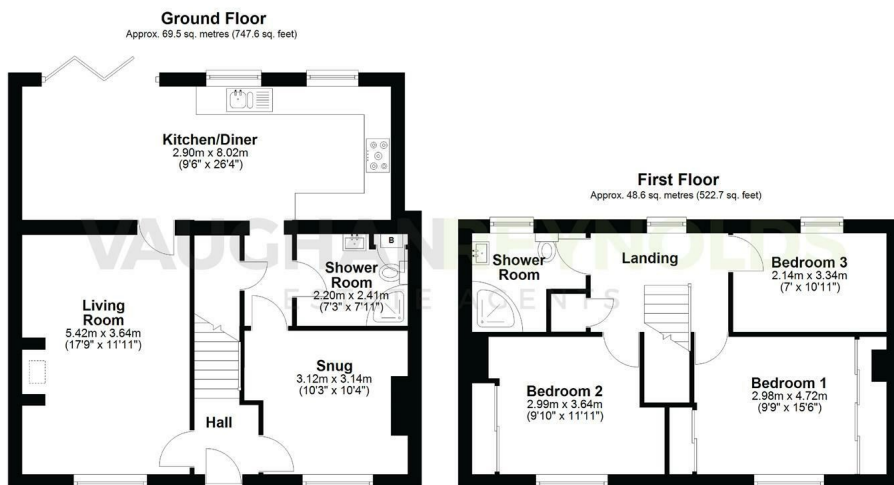 Ground Floor
Approx. 69.5 sq. metres (747.6 sq. feet)
Kitchen/Diner
2.90m x 8.02m
(9'6" x 26'4")
Living
Room
5.42m x 3.64m
(17'9" x 11'11")
Hall
B
Shower
Room
2.20m x 2.41m
(7'3" x 7'11")
Snug
3.12m x 3.14m
(10'3" x 10'4")
First Floor
Approx. 48.6 sq. metres (522.7 sq. feet)
Shower
Room
Landing
Bedroom 3
2.14m x 3.34m
(7' x 10'11")
Bedroom 2
2.99m x 3.64m
(9'10" x 11'11")
Bedroom 1
2.98m x 4.72m
(9'9" x 15'6")
VAUGHANREYNOLDS
ESTATE AGENTS